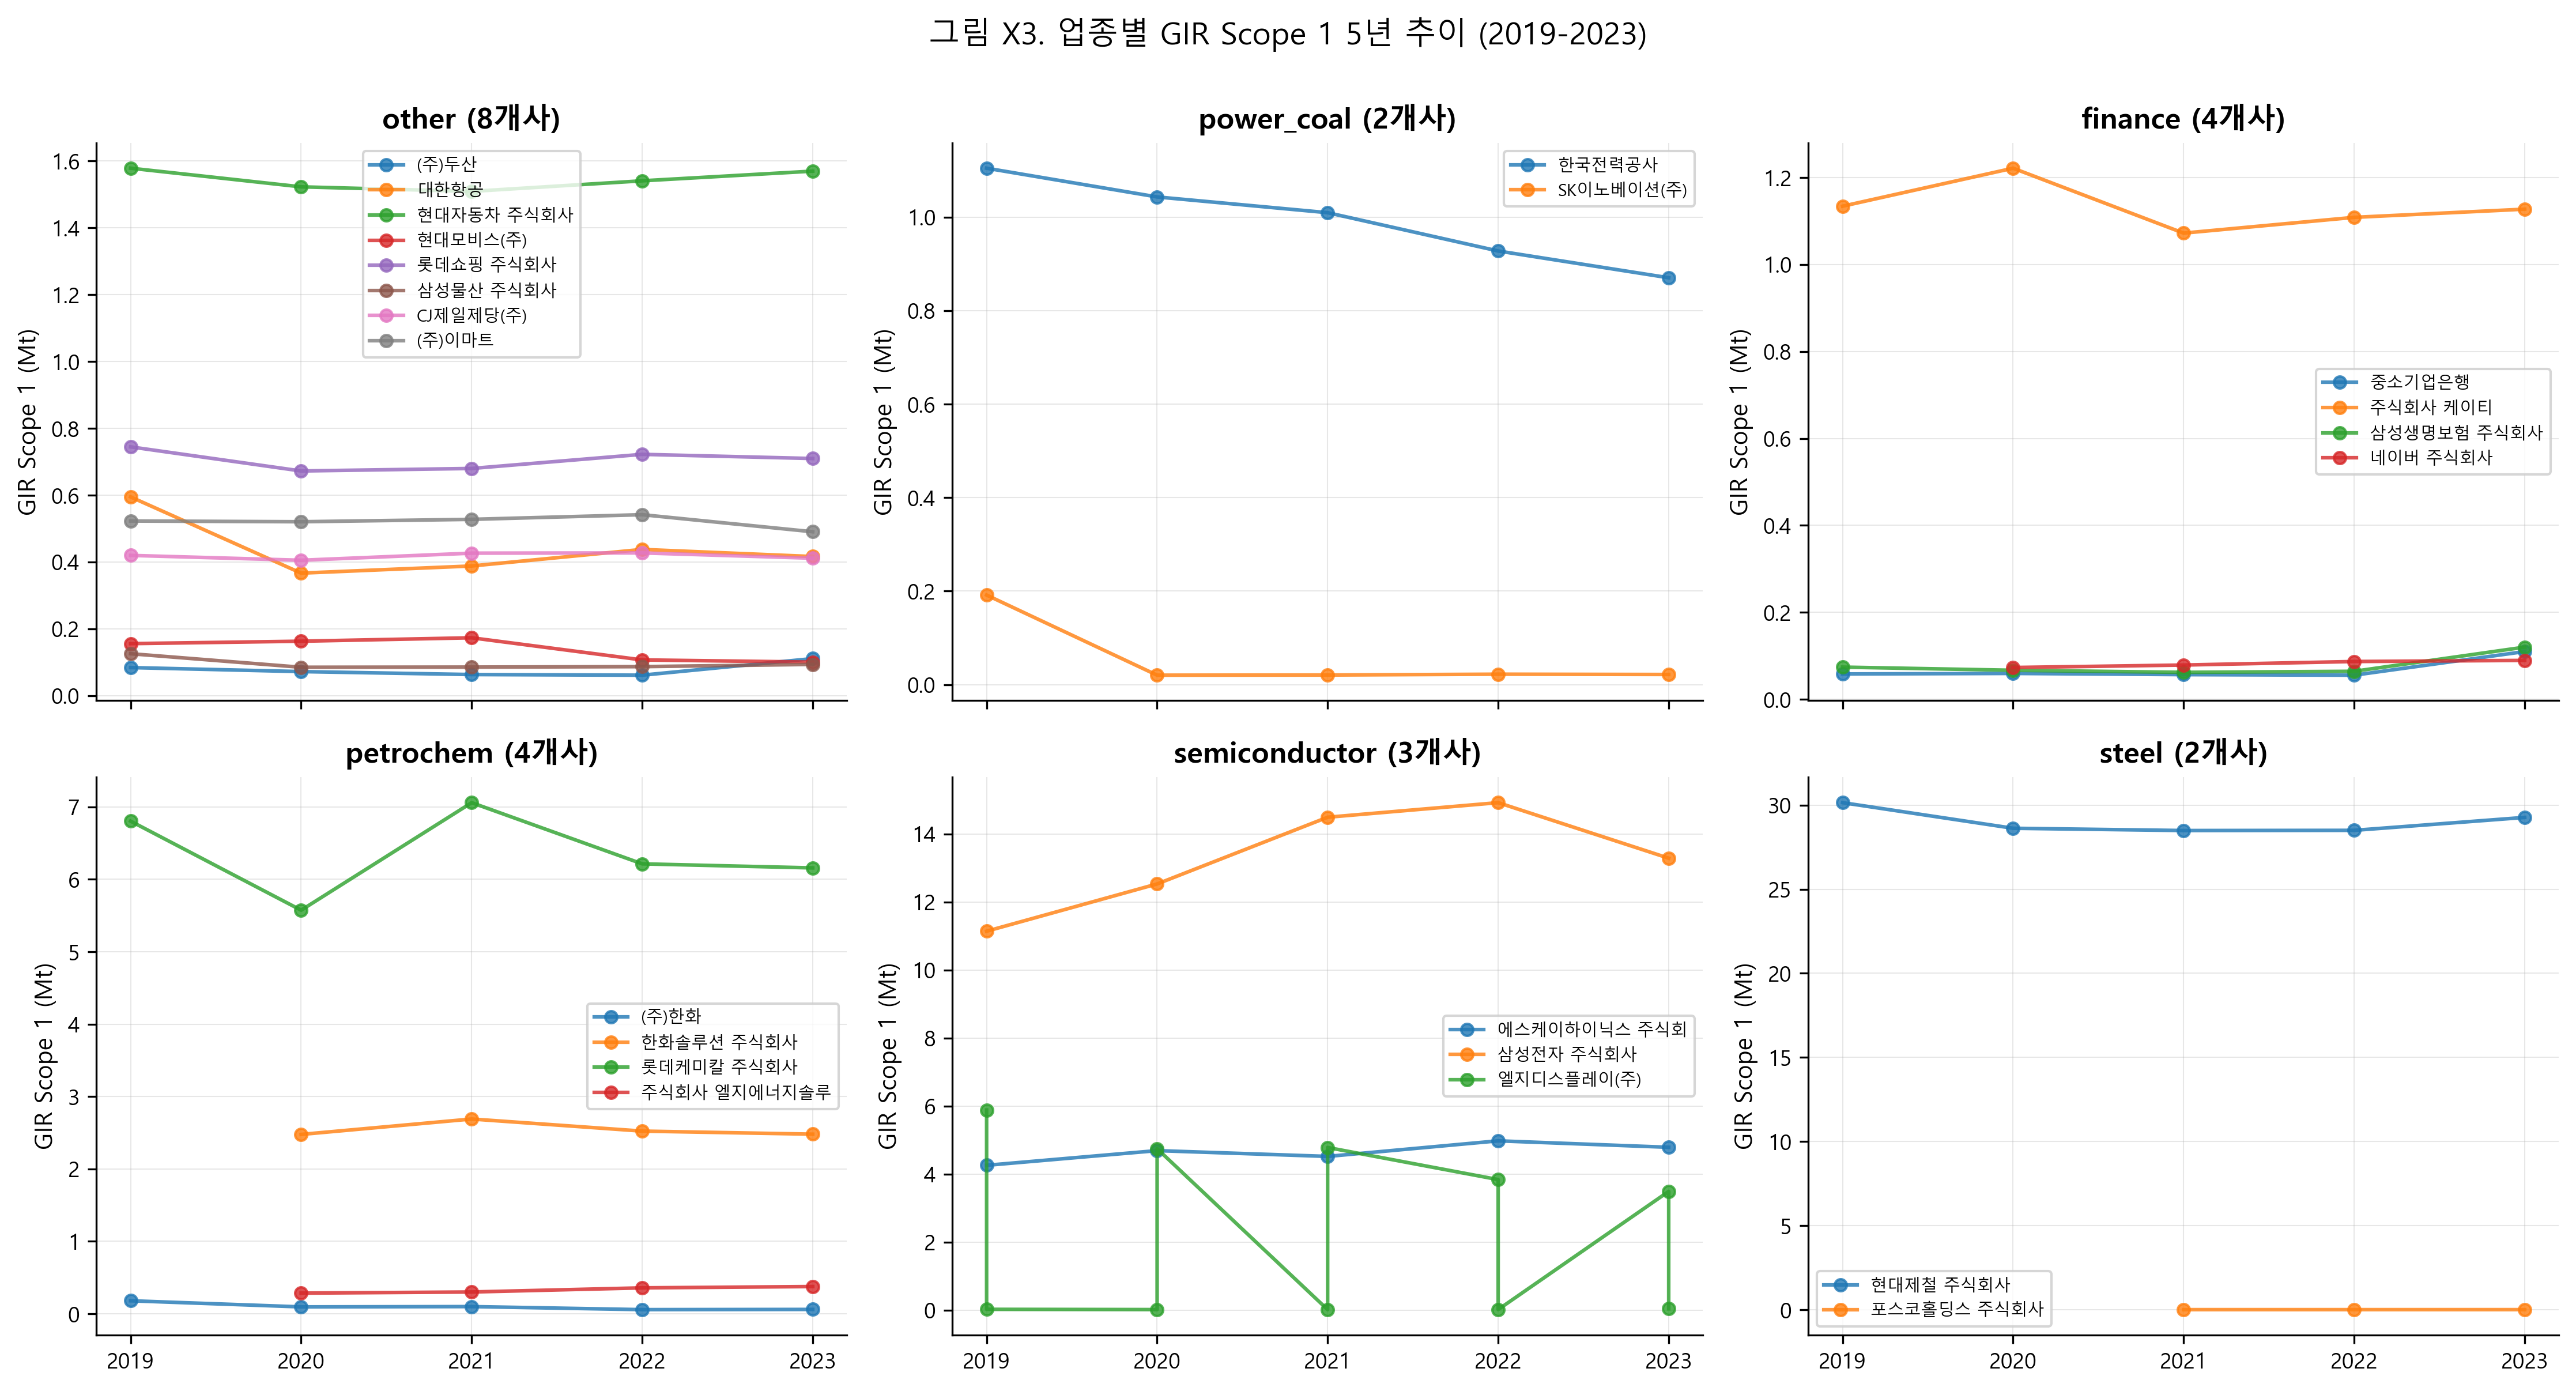 그림 X3. 업종별 GIR Scope 1 5년 추이 (2019-2023)
other (8개사)
GIR Scope 1 (Mt)
1.6
1.4
1.2
1.0
0.8
0.6
0.4
0.2
0.0
(주)두산
대한항공
현대자동차 주식회사
현대모비스(주)
롯데쇼핑 주식회사
삼성물산 주식회사
CJ제일제당(주)
(주)이마트
power_coal (2개사)
GIR Scope 1 (Mt)
1.0
0.8
0.6
0.4
0.2
0.0
한국전력공사
SK이노베이션(주)
finance (4개사)
GIR Scope 1 (Mt)
1.2
1.0
0.8
0.6
0.4
0.2
0.0
중소기업은행
주식회사 케이티
삼성생명보험 주식회사
네이버 주식회사
petrochem (4개사)
GIR Scope 1 (Mt)
7
6
5
4
3
2
1
0
(주)한화
한화솔루션 주식회사
롯데케미칼 주식회사
주식회사 엘지에너지솔루
2019 2020 2021 2022 2023
semiconductor (3개사)
GIR Scope 1 (Mt)
14
12
10
8
6
4
2
0
에스케이하이닉스 주식회
삼성전자 주식회사
엘지디스플레이(주)
2019 2020 2021 2022 2023
steel (2개사)
GIR Scope 1 (Mt)
30
25
20
15
10
5
0
현대제철 주식회사
포스코홀딩스 주식회사
2019 2020 2021 2022 2023